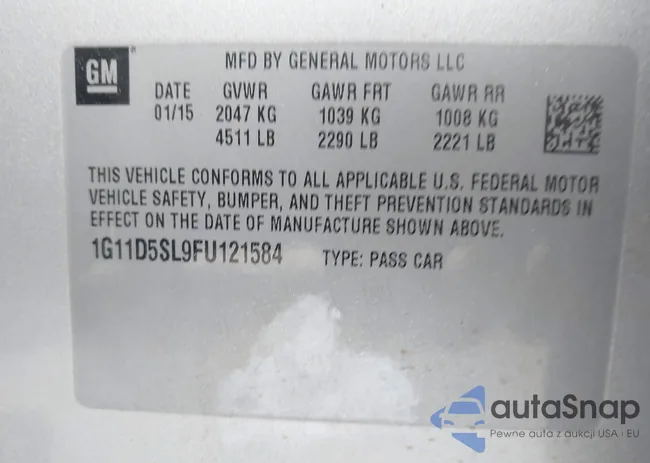 GM
MFD BY GENERAL MOTORS LLC
DATE GVWR GAWR FRT GAWR RR
01/15 2047 KG 1039 KG 1008 KG
4511 LB 2290 LB 2221 LB
THIS VEHICLE CONFORMS TO ALL APPLICABLE U.S. FEDERAL MOTOR
VEHICLE SAFETY, BUMPER, AND THEFT PREVENTION STANDARDS IN
EFFECT ON THE DATE OF MANUFACTURE SHOWN ABOVE.
1G11D5SL9FU121584 TYPE: PASS CAR
autaSnap
Pewne auta z aukcji USA i EU